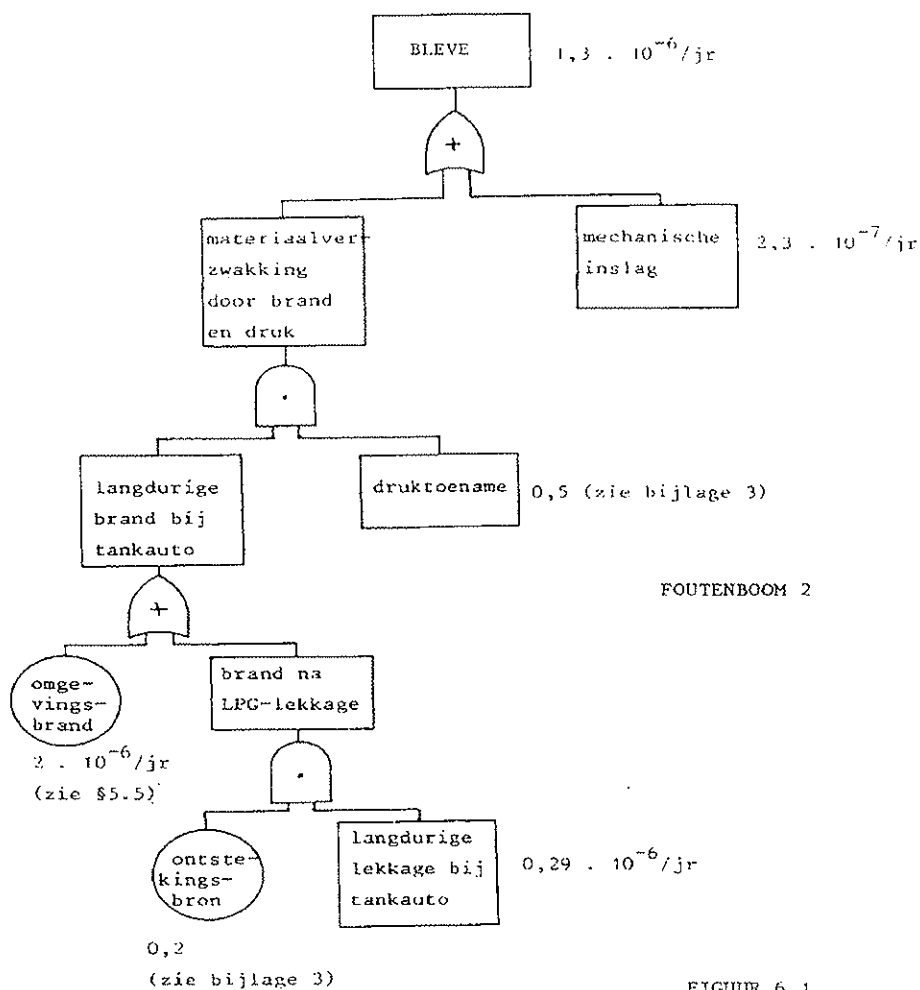 BLEVE
1,3 . 10⁻⁶/jr
+
materiaalver-
zwakking
door brand
en druk
mechanische
inslag
2,3 . 10⁻⁷/jr
.
langdurige
brand bij
tankauto
druktoename
0,5 (zie bijlage 3)
FOUTENBOOM 2
+
omge-
vings-
brand
2 . 10⁻⁶/jr
(zie §5.5)
brand na
LPG-lekkage
.
ontste-
kings-
bron
0,2
(zie bijlage 3)
langdurige
lekkage bij
tankauto
0,29 . 10⁻⁶/jr
FIGUUR 6.1